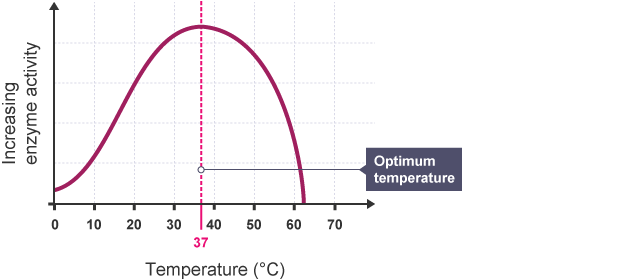 Increasing
enzyme activity
Optimum
temperature
0 10 20 30 40 50 60 70
37
Temperature (°C)